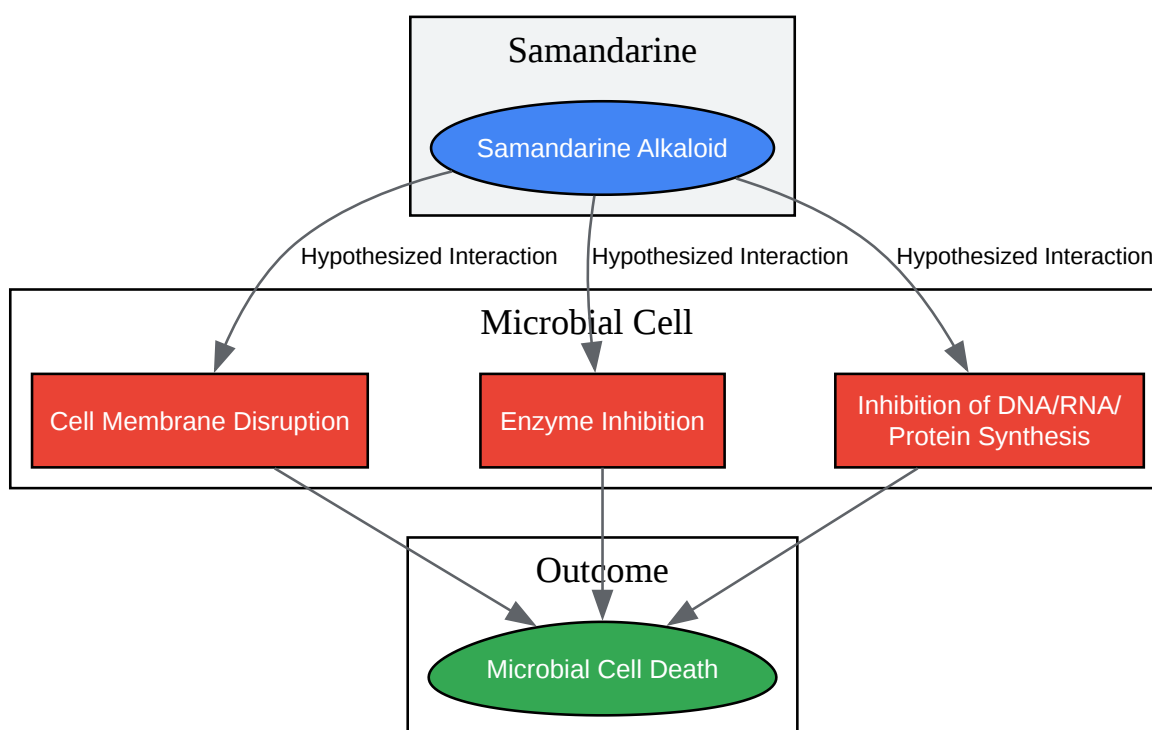 Samandarine
Samandarine Alkaloid
Hypothesized Interaction
Hypothesized Interaction
Hypothesized Interaction
Microbial Cell
Cell Membrane Disruption
Enzyme Inhibition
Inhibition of DNA/RNA/
Protein Synthesis
Outcome
Microbial Cell Death